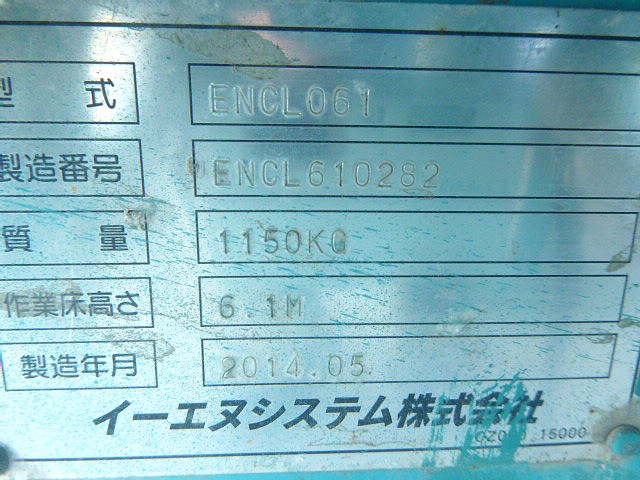 型式 ENCL061
製造番号 ENCL610282
質量 1150KG
作業床高さ 6.1M
製造年月 2014.05
イーエヌシステム株式会社
15000